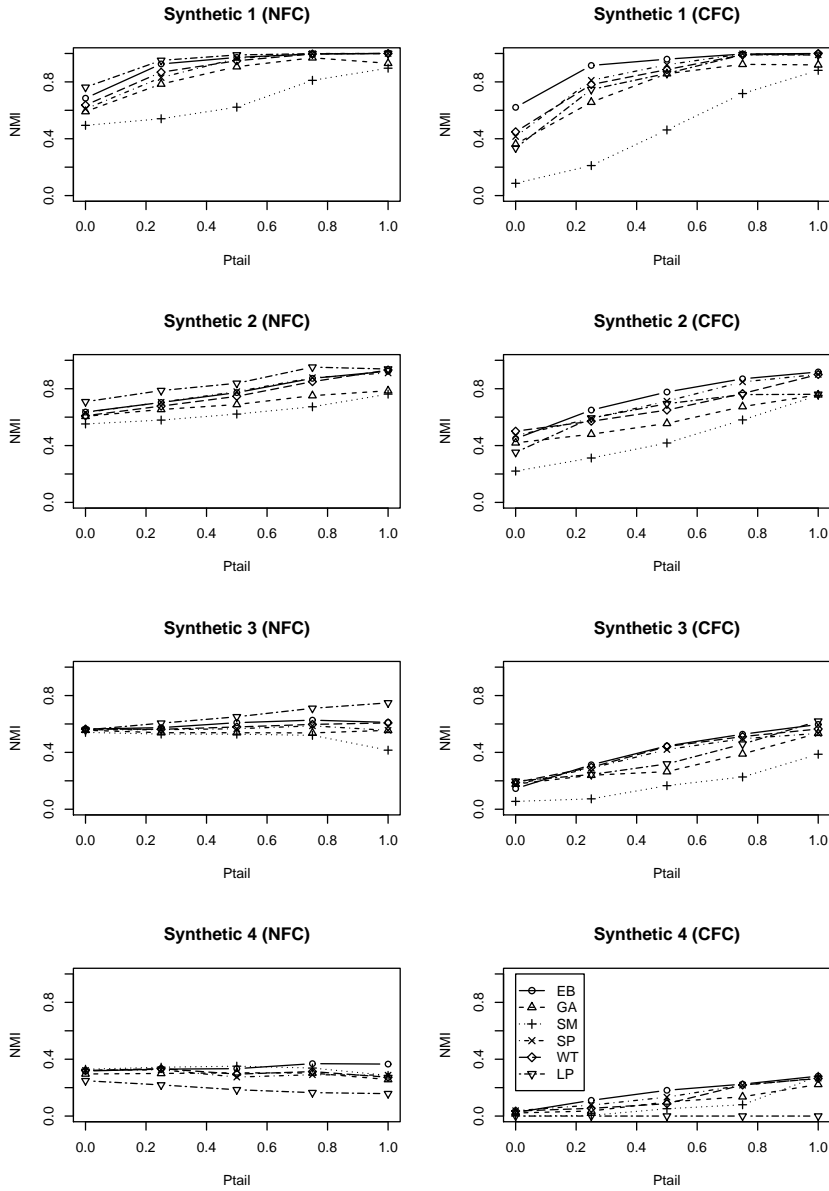 Synthetic 1 (NFC)
NMI
0.0 0.4 0.8
0.0 0.2 0.4 0.6 0.8 1.0
Ptail
Synthetic 1 (CFC)
NMI
0.0 0.4 0.8
0.0 0.2 0.4 0.6 0.8 1.0
Ptail
Synthetic 2 (NFC)
NMI
0.0 0.4 0.8
0.0 0.2 0.4 0.6 0.8 1.0
Ptail
Synthetic 2 (CFC)
NMI
0.0 0.4 0.8
0.0 0.2 0.4 0.6 0.8 1.0
Ptail
Synthetic 3 (NFC)
NMI
0.0 0.4 0.8
0.0 0.2 0.4 0.6 0.8 1.0
Ptail
Synthetic 3 (CFC)
NMI
0.0 0.4 0.8
0.0 0.2 0.4 0.6 0.8 1.0
Ptail
Synthetic 4 (NFC)
NMI
0.0 0.4 0.8
0.0 0.2 0.4 0.6 0.8 1.0
Ptail
Synthetic 4 (CFC)
NMI
0.0 0.4 0.8
EB
GA
SM
SP
WT
LP
0.0 0.2 0.4 0.6 0.8 1.0
Ptail